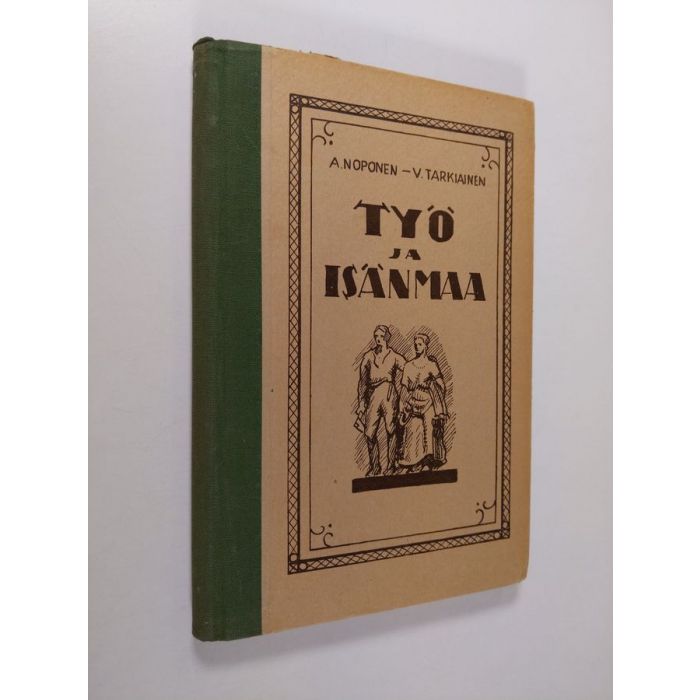 A. NOPONEN – V. TARKIAINEN
TYÖ
JA
ISÄNMAA